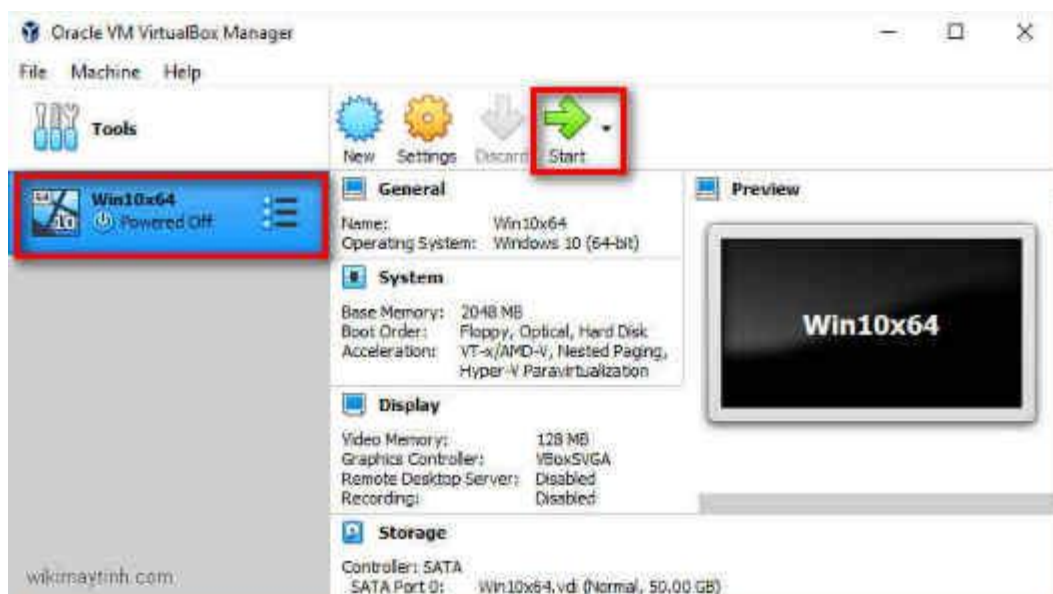 Oracle VM VirtualBox Manager
File Machine Help
Tools
New Settings Discard Start
Win10x64
Powered Off
General
Name: Win10x64
Operating System: Windows 10 (64-bit)
System
Base Memory: 2048 MB
Boot Order: Floppy, Optical, Hard Disk
Acceleration: VT-x/AMD-V, Nested Paging,
Hyper-V Paravirtualization
Display
Video Memory: 128 MB
Graphics Controller: VBoxSVGA
Remote Desktop Server: Disabled
Recording: Disabled
Storage
Controller: SATA
SATA Port 0: Win10x64.vdi (Normal, 50.00 GB)
Preview
Win10x64
wikimaytinh.com